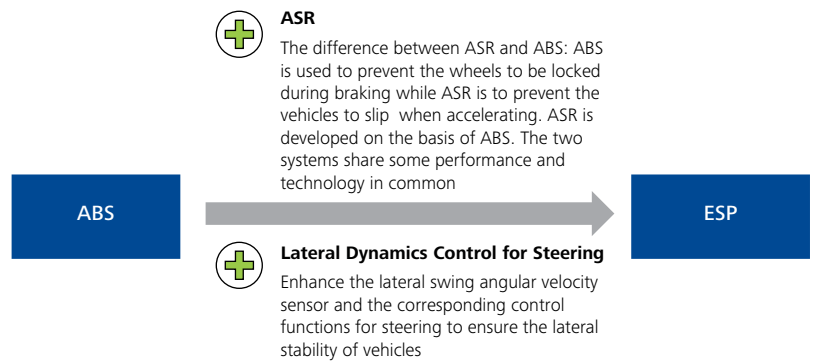 ASR
The difference between ASR and ABS: ABS
is used to prevent the wheels to be locked
during braking while ASR is to prevent the
vehicles to slip  when accelerating. ASR is
developed on the basis of ABS. The two
systems share some performance and
technology in common
ABS
ESP
Lateral Dynamics Control for Steering
Enhance the lateral swing angular velocity
sensor and the corresponding control
functions for steering to ensure the lateral
stability of vehicles